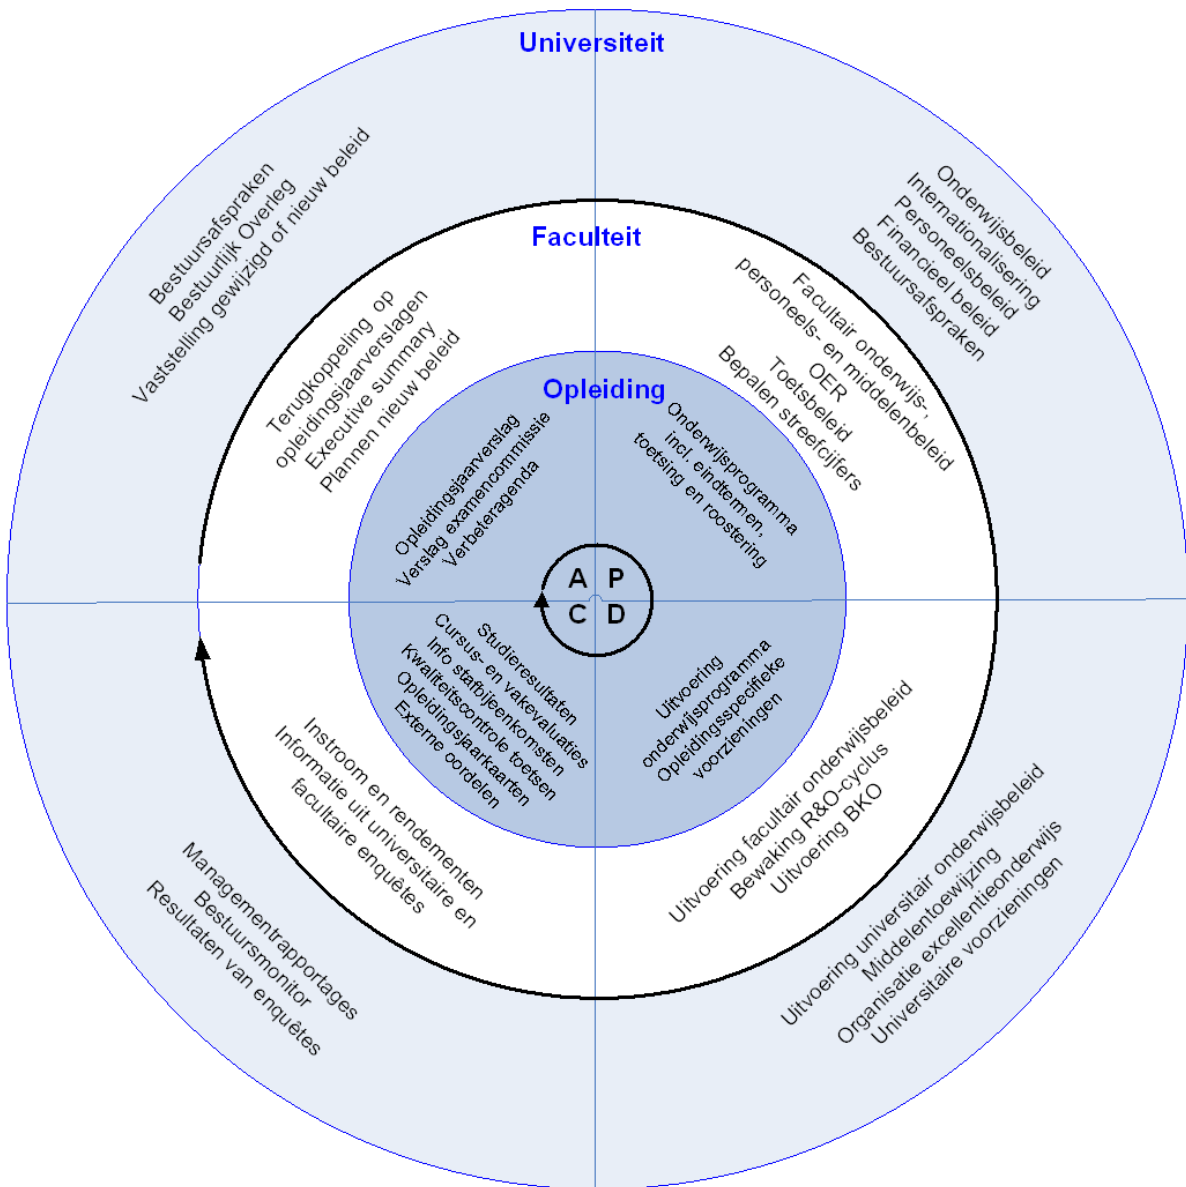 Universiteit
Bestuursafspraken
Bestuurlijk Overleg
Vaststelling gewijzigd of nieuw beleid
Onderwijsbeleid
Internationalisering
Personeelsbeleid
Financieel beleid
Bestuursafspraken
Faculteit
Terugkoppeling op
opleidingsjaarverslagen
Executive summary
Plannen nieuw beleid
Facultair onderwijs-,
personeels- en middelenbeleid
OER
Toetsbeleid
Bepalen streefcijfers
Opleiding
Opleidingsjaarverslag
Verslag examencommissie
Verbeteragenda
Onderwijsprogramma
incl. eindtermen,
toetsing en roostering
A P
C D
Studieresultaten
Cursus- en vakevaluaties
Info stafbijeenkomsten
Kwaliteitscontrole toetsen
Opleidingsjaarkaarten
Externe oordelen
Uitvoering
onderwijsprogramma
Opleidingsspecifieke
voorzieningen
Instroom en rendementen
Informatie uit universitaire en
facultaire enquêtes
Uitvoering facultair onderwijsbeleid
Bewaking R&O-cyclus
Uitvoering BKO
Managementrapportages
Bestuursmonitor
Resultaten van enquêtes
Uitvoering universitair onderwijsbeleid
Middelentoewijzing
Organisatie excellentieonderwijs
Universitaire voorzieningen